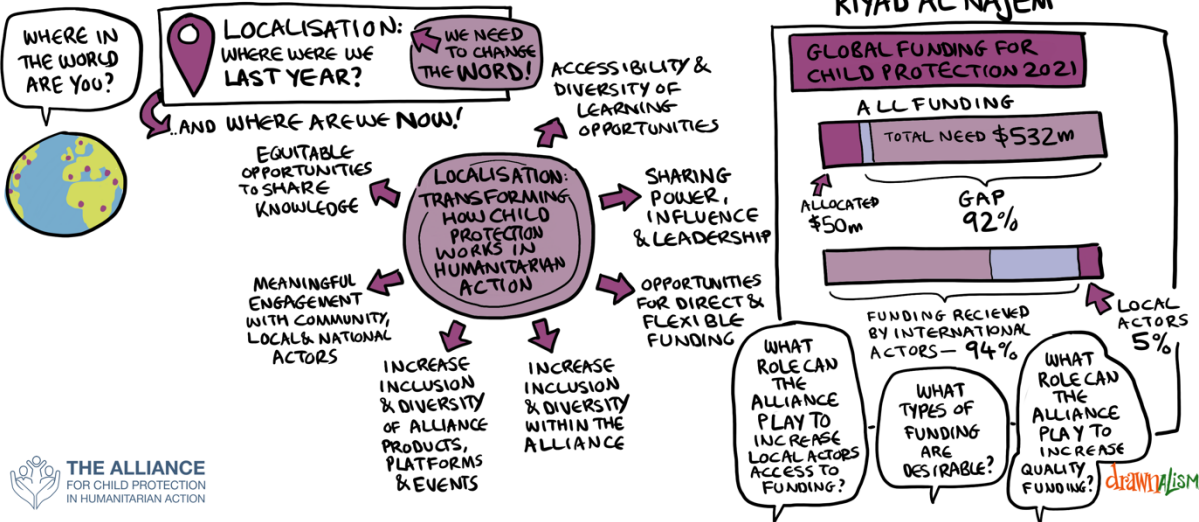 WHERE IN
THE WORLD
ARE YOU?
LOCALISATION:
WHERE WERE WE
LAST YEAR?
WE NEED
TO CHANGE
THE WORD!
..AND WHERE ARE WE NOW!
ACCESSIBILITY &
DIVERSITY OF
LEARNING
OPPORTUNITIES
EQUITABLE
OPPORTUNITIES
TO SHARE
KNOWLEDGE
LOCALISATION:
TRANSFORMING
HOW CHILD
PROTECTION
WORKS IN
HUMANITARIAN
ACTION
SHARING
POWER,
INFLUENCE
& LEADERSHIP
MEANINGFUL
ENGAGEMENT
WITH COMMUNITY,
LOCAL & NATIONAL
ACTORS
OPPORTUNITIES
FOR DIRECT &
FLEXIBLE
FUNDING
INCREASE
INCLUSION
& DIVERSITY
OF ALLIANCE
PRODUCTS,
PLATFORMS
& EVENTS
INCREASE
INCLUSION
& DIVERSITY
WITHIN THE
ALLIANCE
RIYAD AL NAJEM
GLOBAL FUNDING FOR
CHILD PROTECTION 2021
ALL FUNDING
TOTAL NEED $532m
ALLOCATED
$50m
GAP
92%
FUNDING RECIEVED
BY INTERNATIONAL
ACTORS — 94%
LOCAL
ACTORS
5%
WHAT
ROLE CAN
THE
ALLIANCE
PLAY TO
INCREASE
LOCAL ACTORS
ACCESS TO
FUNDING?
WHAT
TYPES OF
FUNDING
ARE
DESIRABLE?
WHAT
ROLE CAN
THE
ALLIANCE
PLAY TO
INCREASE
QUALITY
FUNDING?
THE ALLIANCE
FOR CHILD PROTECTION
IN HUMANITARIAN ACTION
drawnalism